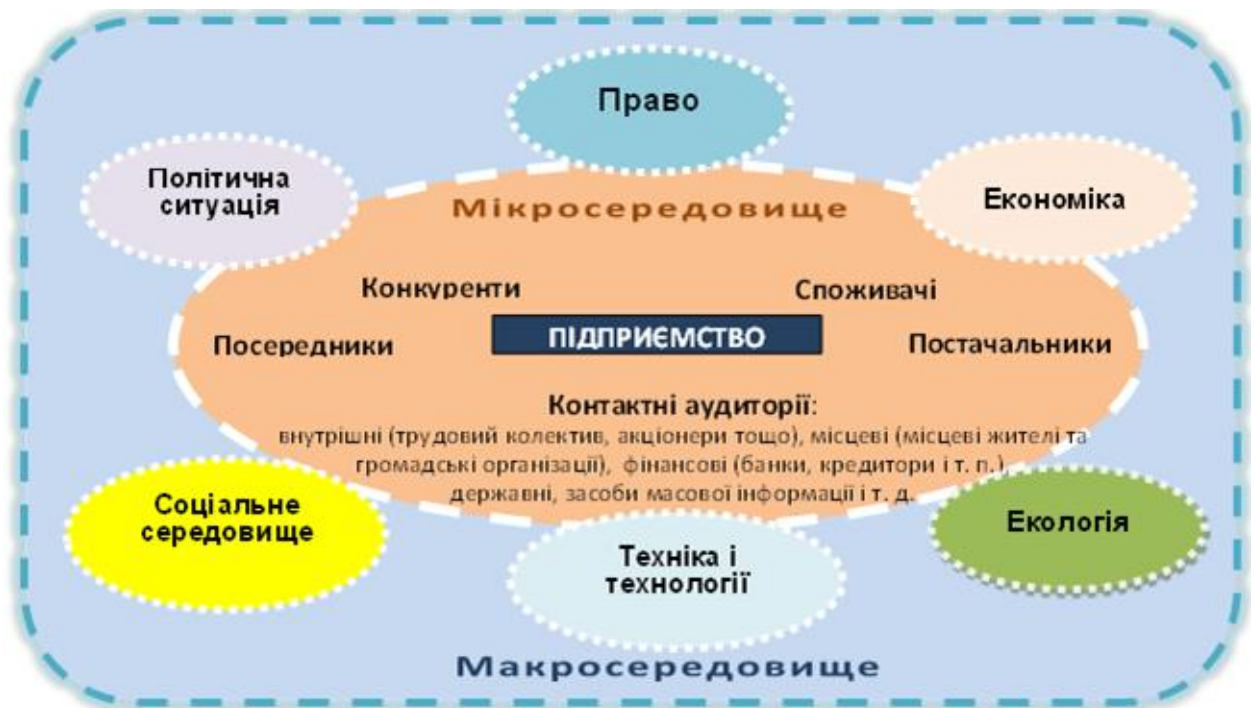 Право
Політична
ситуація
Економіка
Мікросередовище
Конкуренти
Споживачі
Посередники
ПІДПРИЄМСТВО
Постачальники
Контактні аудиторії:
внутрішні (трудовий колектив, акціонери тощо), місцеві (місцеві жителі та
громадські організації), фінансові (банки, кредитори і т. п.)
державні, засоби масової інформації і т. д.
Соціальне
середовище
Екологія
Техніка і
технології
Макросередовище